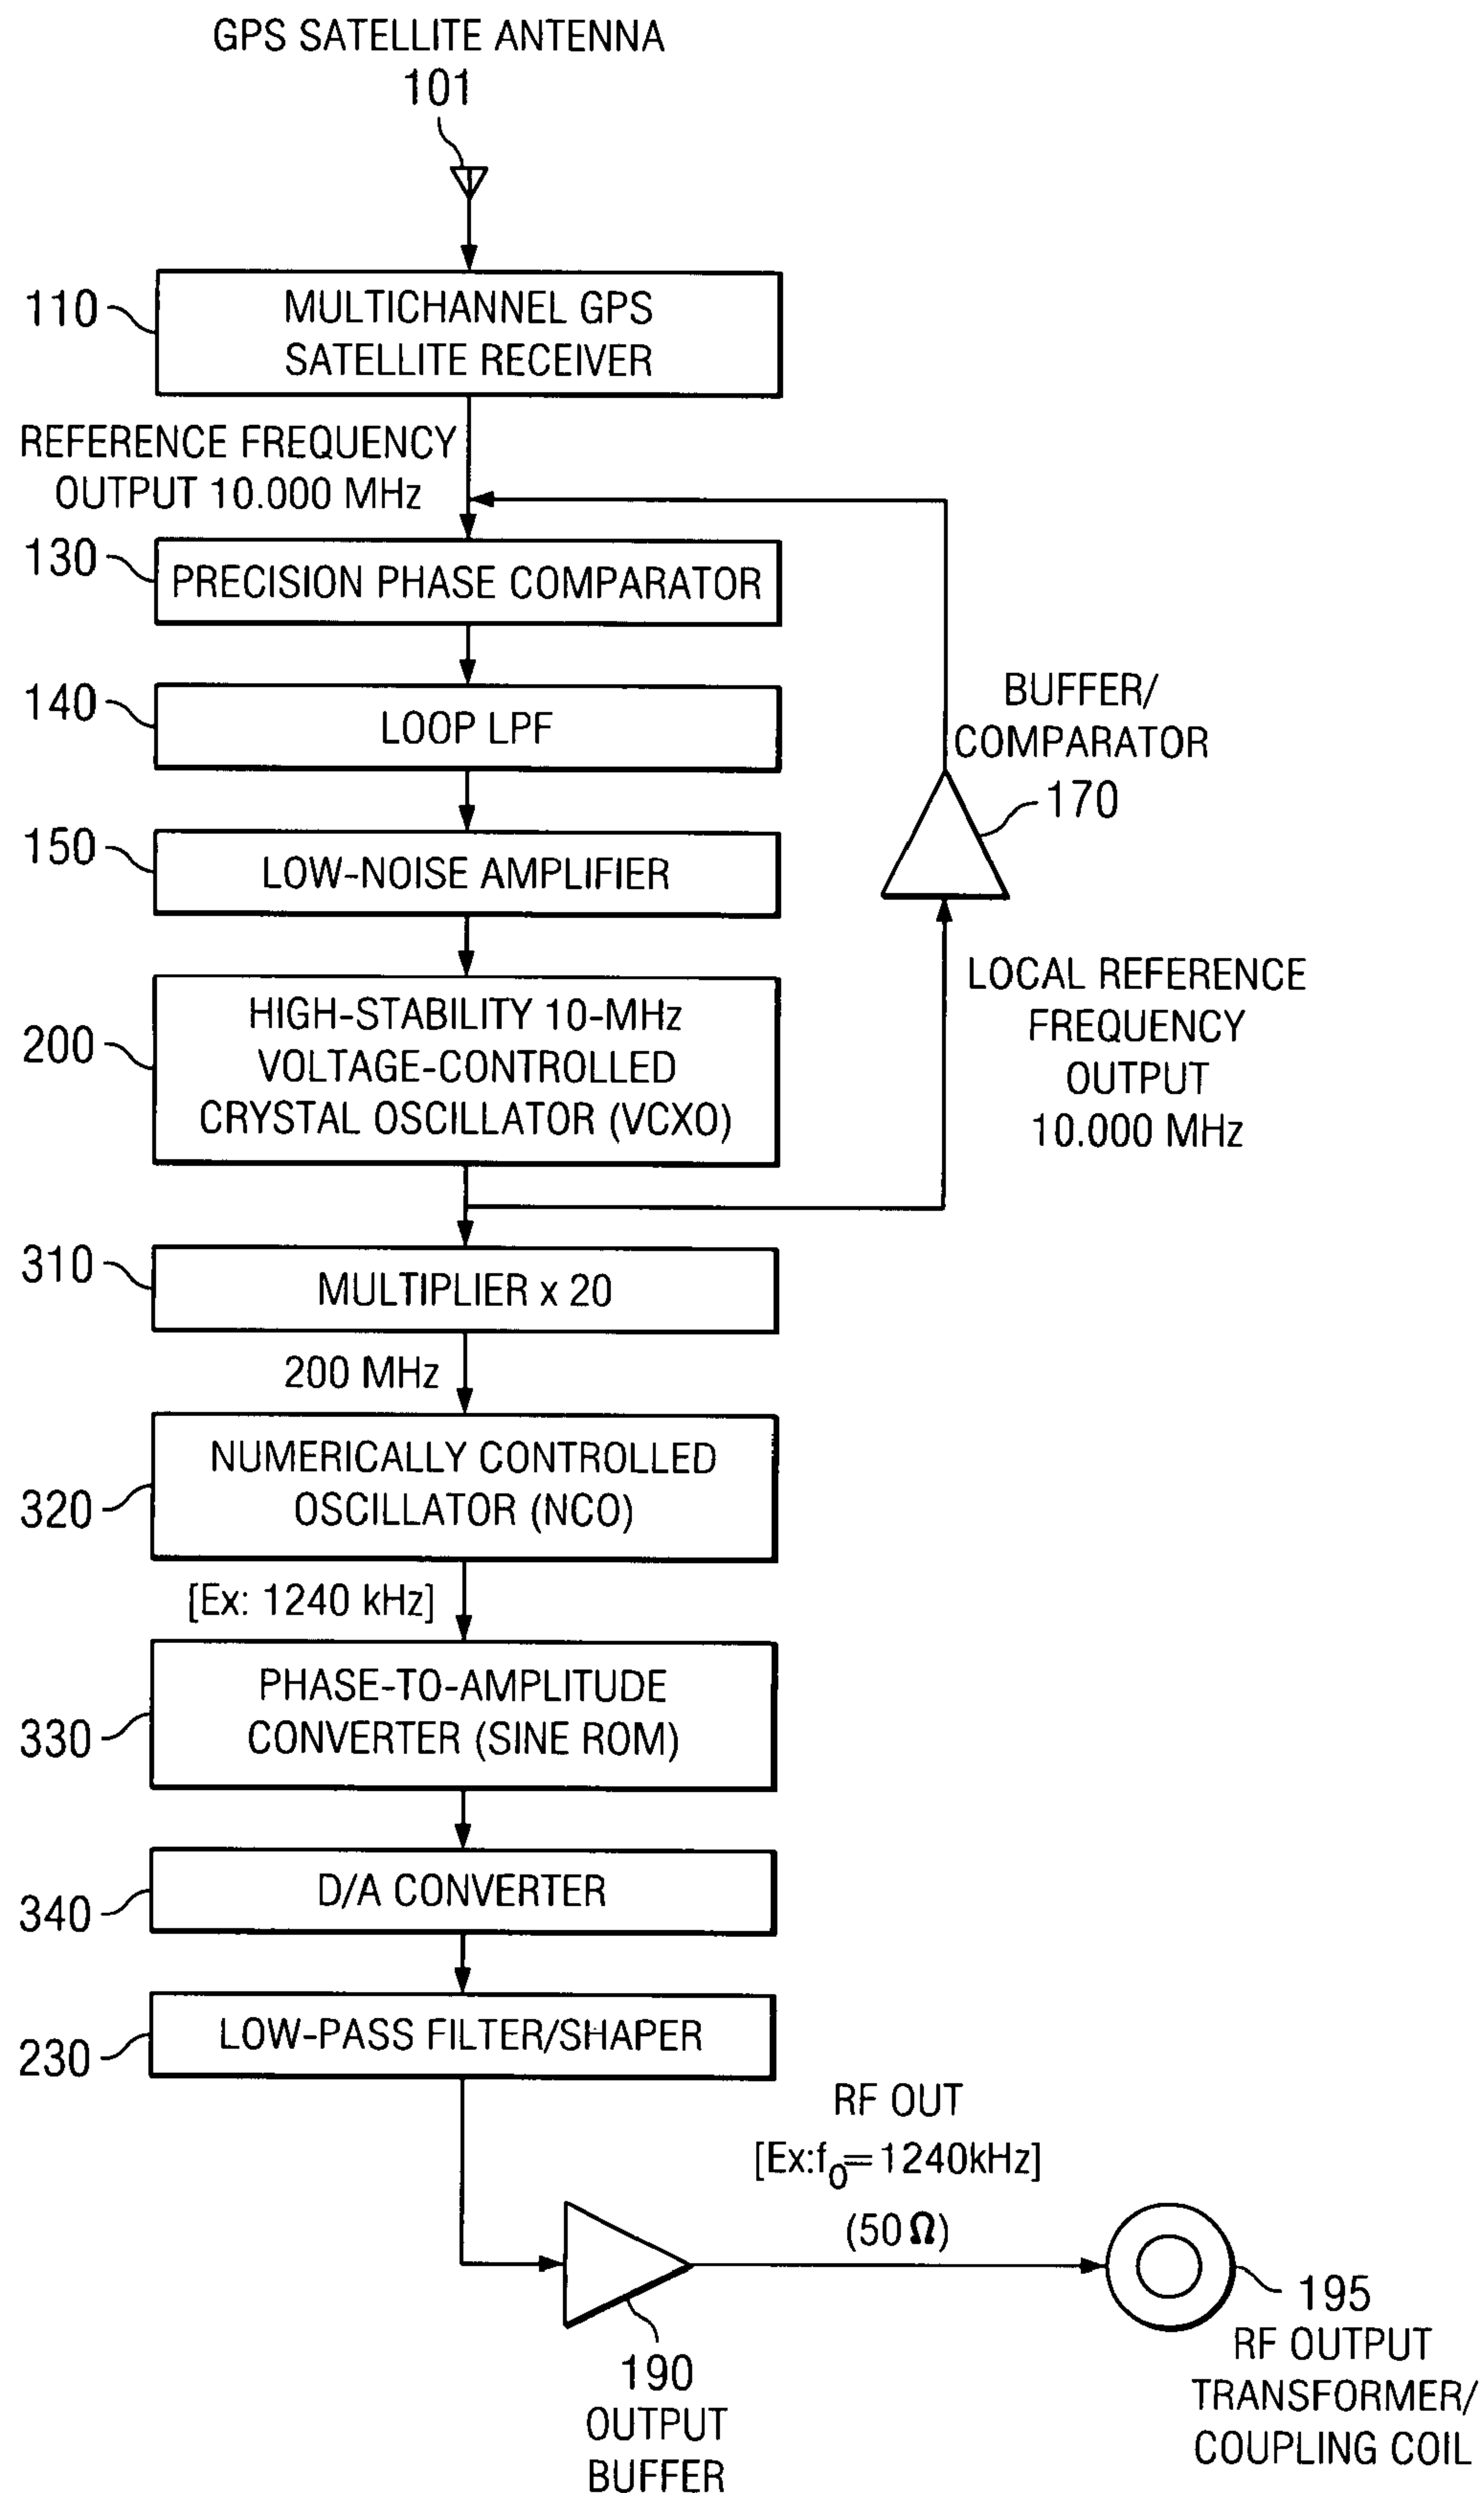 GPS SATELLITE ANTENNA
101
110
MULTICHANNEL GPS
SATELLITE RECEIVER
REFERENCE FREQUENCY
OUTPUT 10.000 MHz
130
PRECISION PHASE COMPARATOR
140
LOOP LPF
BUFFER/
COMPARATOR
170
150
LOW-NOISE AMPLIFIER
200
HIGH-STABILITY 10-MHz
VOLTAGE-CONTROLLED
CRYSTAL OSCILLATOR (VCXO)
LOCAL REFERENCE
FREQUENCY
OUTPUT
10.000 MHz
310
MULTIPLIER x 20
200 MHz
320
NUMERICALLY CONTROLLED
OSCILLATOR (NCO)
[Ex: 1240 kHz]
330
PHASE-TO-AMPLITUDE
CONVERTER (SINE ROM)
340
D/A CONVERTER
230
LOW-PASS FILTER/SHAPER
RF OUT
[Ex:f0=1240kHz]
(50 Ω)
190
OUTPUT
BUFFER
195
RF OUTPUT
TRANSFORMER/
COUPLING COIL